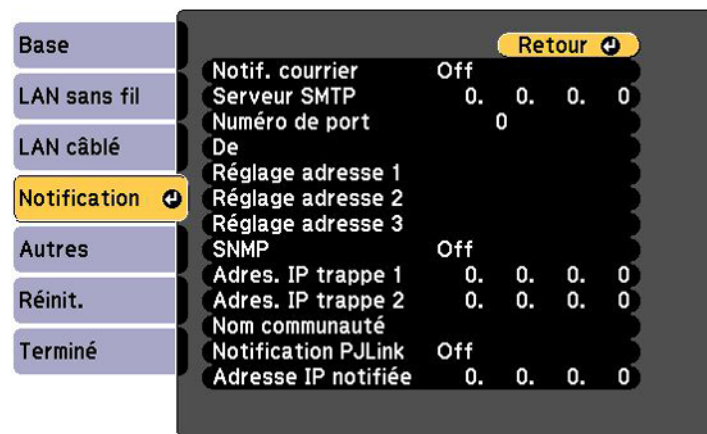 Base
LAN sans fil
LAN câblé
Notification
Autres
Réinit.
Terminé
Retour
Notif. courrier Off
Serveur SMTP 0. 0. 0. 0
Numéro de port 0
De
Réglage adresse 1
Réglage adresse 2
Réglage adresse 3
SNMP Off
Adres. IP trappe 1 0. 0. 0. 0
Adres. IP trappe 2 0. 0. 0. 0
Nom communauté
Notification PJLink Off
Adresse IP notifiée 0. 0. 0. 0